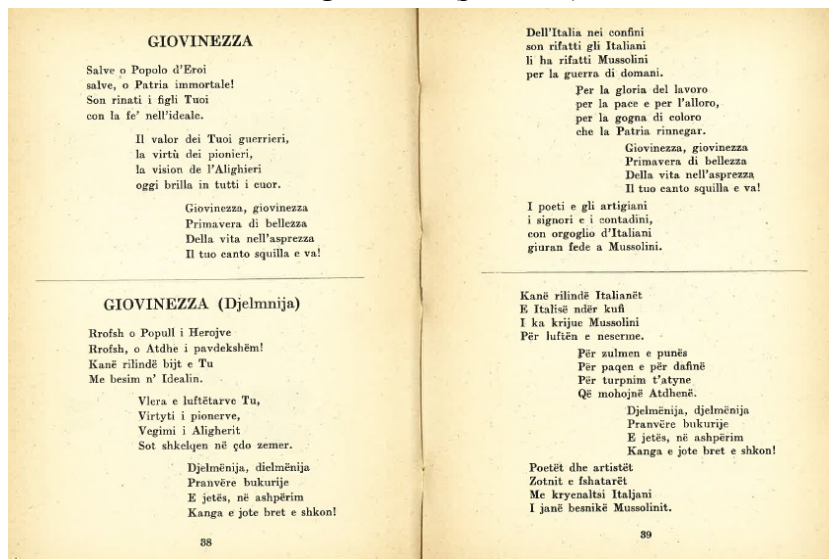 GIOVINEZZA
Salve o Popolo d'Eroi
salve, o Patria immortale!
Son rinati i figli Tuoi
con la fe' nell'ideale.
Il valor dei Tuoi guerrieri,
la virtù dei pionieri,
la vision de l'Alighieri
oggi brilla in tutti i cuor.
Giovinezza, giovinezza
Primavera di bellezza
Della vita nell'asprezza
Il tuo canto squilla e va!
GIOVINEZZA (Djelmnija)
Rrofsh o Popull i Herojve
Rrofsh, o Atdhe i pavdekshëm!
Kanë rilindë bijt e Tu
Me besim n' Idealin.
Vlera e luftëtarve Tu,
Virtyti i pionerve,
Vegimi i Aligherit
Sot shkelqen në çdo zemer.
Djelmënija, dielmënija
Pranvëre bukurije
E jetës, në ashpërim
Kanga e jote bret e shkon!
38
Dell'Italia nei confini
son rifatti gli Italiani
li ha rifatti Mussolini
per la guerra di domani.
Per la gloria del lavoro
per la pace e per l'alloro,
per la gogna di coloro
che la Patria rinnegar.
Giovinezza, giovinezza
Primavera di bellezza
Della vita nell'asprezza
Il tuo canto squilla e va!
I poeti e gli artigiani
i signori e i contadini,
con orgoglio d'Italiani
giuran fede a Mussolini.
Kanë rilindë Italianët
E Italisë ndër kufi
I ka krijue Mussolini
Për luftën e neserme.
Për zulmen e punës
Për paqen e për dafinë
Për turpnim t'atyne
Që mohojnë Atdhenë.
Djelmënija, djelmënija
Pranvëre bukurije
E jetës, në ashpërim
Kanga e jote bret e shkon!
Poetët dhe artistët
Zotnit e fshatarët
Me kryenaltsi Italjani
I janë besnikë Mussolinit.
39